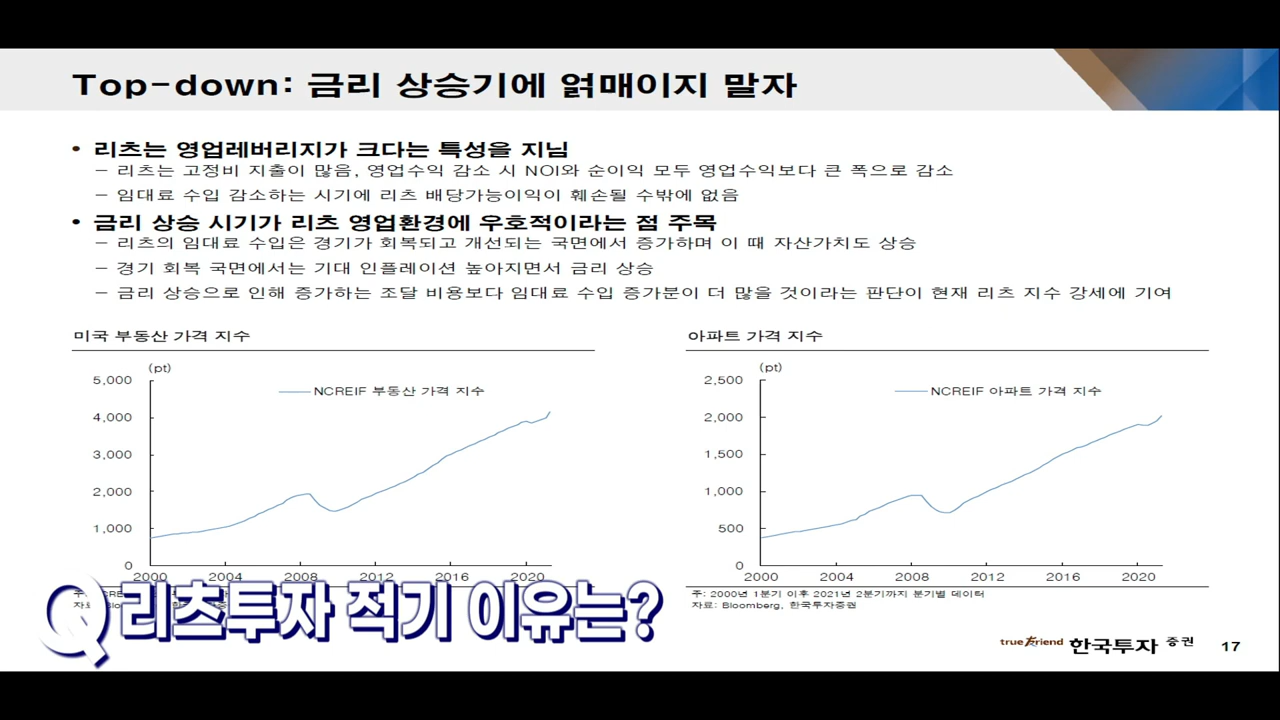 Top-down: 금리 상승기에 얽매이지 말자
• 리츠는 영업레버리지가 크다는 특성을 지님
– 리츠는 고정비 지출이 많음, 영업수익 감소 시 NOI와 순이익 모두 영업수익보다 큰 폭으로 감소
– 임대료 수입 감소하는 시기에 리츠 배당가능이익이 훼손될 수밖에 없음
• 금리 상승 시기가 리츠 영업환경에 우호적이라는 점 주목
– 리츠의 임대료 수입은 경기가 회복되고 개선되는 국면에서 증가하며 이 때 자산가치도 상승
– 경기 회복 국면에서는 기대 인플레이션 높아지면서 금리 상승
– 금리 상승으로 인해 증가하는 조달 비용보다 임대료 수입 증가분이 더 많을 것이라는 판단이 현재 리츠 지수 강세에 기여
미국 부동산 가격 지수
(pt)
NCREIF 부동산 가격 지수
5,000
4,000
3,000
2,000
1,000
0
2000 2004 2008 2012 2016 2020
아파트 가격 지수
(pt)
NCREIF 아파트 가격 지수
2,500
2,000
1,500
1,000
500
0
2000 2004 2008 2012 2016 2020
주: 2000년 1분기 이후 2021년 2분기까지 분기별 데이터
자료: Bloomberg, 한국투자증권
Q 리츠투자 적기 이유는?
true friend 한국투자 증권 17